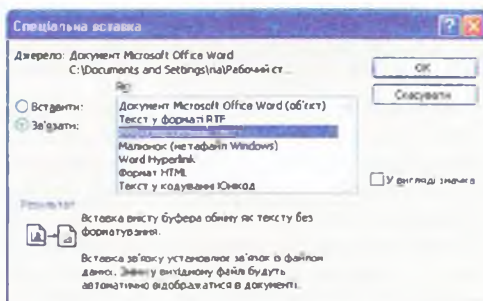 Спеціальна вставка
Джерело: Документ Microsoft Office Word
C:\Documents and Settings\na\Рабочий ст...
Як:
Вставити:
Зв'язати:
Документ Microsoft Office Word (об'єкт)
Текст у форматі RTF
Малюнок (метафайл Windows)
Word Hyperlink
Формат HTML
Текст у кодуванні Юнікод
ОК
Скасувати
У вигляді значка
Результат
Вставка вмісту буфера обміну як тексту без
форматування.
Вставка зв'язку установлює зв'язок із файлом
даних. у вихідному файлі будуть
автоматично відображатися в документі.